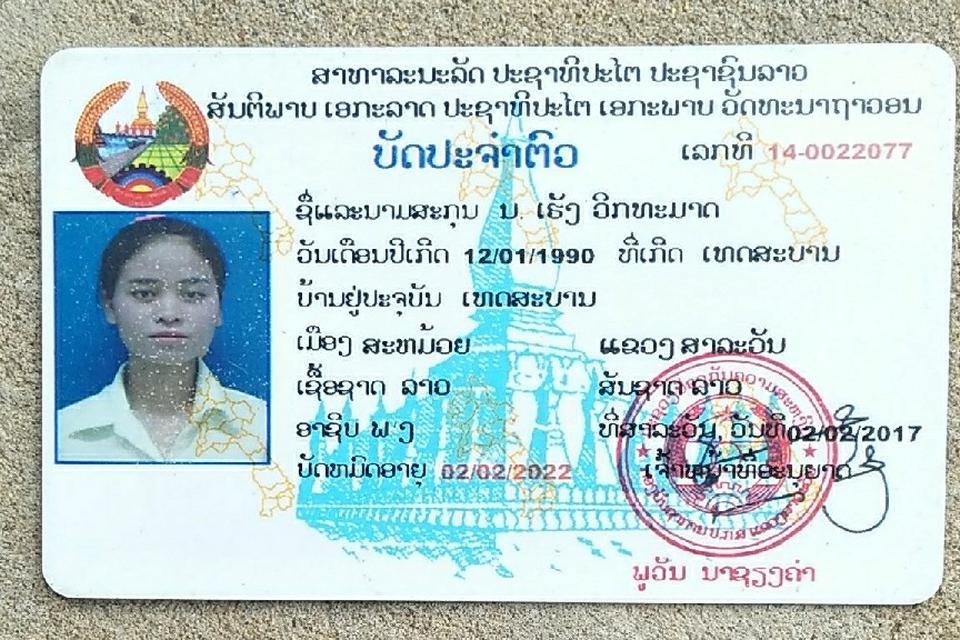 ສາທາລະນະລັດ ປະຊາທິປະໄຕ ປະຊາຊົນລາວ
ສັນຕິພາບ ເອກະລາດ ປະຊາທິປະໄຕ ເອກະພາບ ວັດທະນາຖາວອນ
ບັດປະຈຳຕົວ ເລກທີ 14-0022077
ຊື່ແລະນາມສະກຸນ ນ. ເຮັງ ວິກທະມາດ
ວັນເດືອນປີເກີດ 12/01/1990 ທີ່ເກີດ ເທດສະບານ
ບ້ານຢູ່ປະຈຸບັນ ເທດສະບານ
ເມືອງ ສະຫມ້ວຍ ແຂວງ ສາລະວັນ
ເຊື້ອຊາດ ລາວ ສັນຊາດ ລາວ
ອາຊີບ ພ.ງ ທີ່ສາລະວັນ, ວັນທີ 02/02/2017
ບັດຫມົດອາຍຸ 02/02/2022 ເຈົ້າຫນ້າທີ່ອະນຸຍາດ
ພູວັນ ນາຊຽງຄຳ